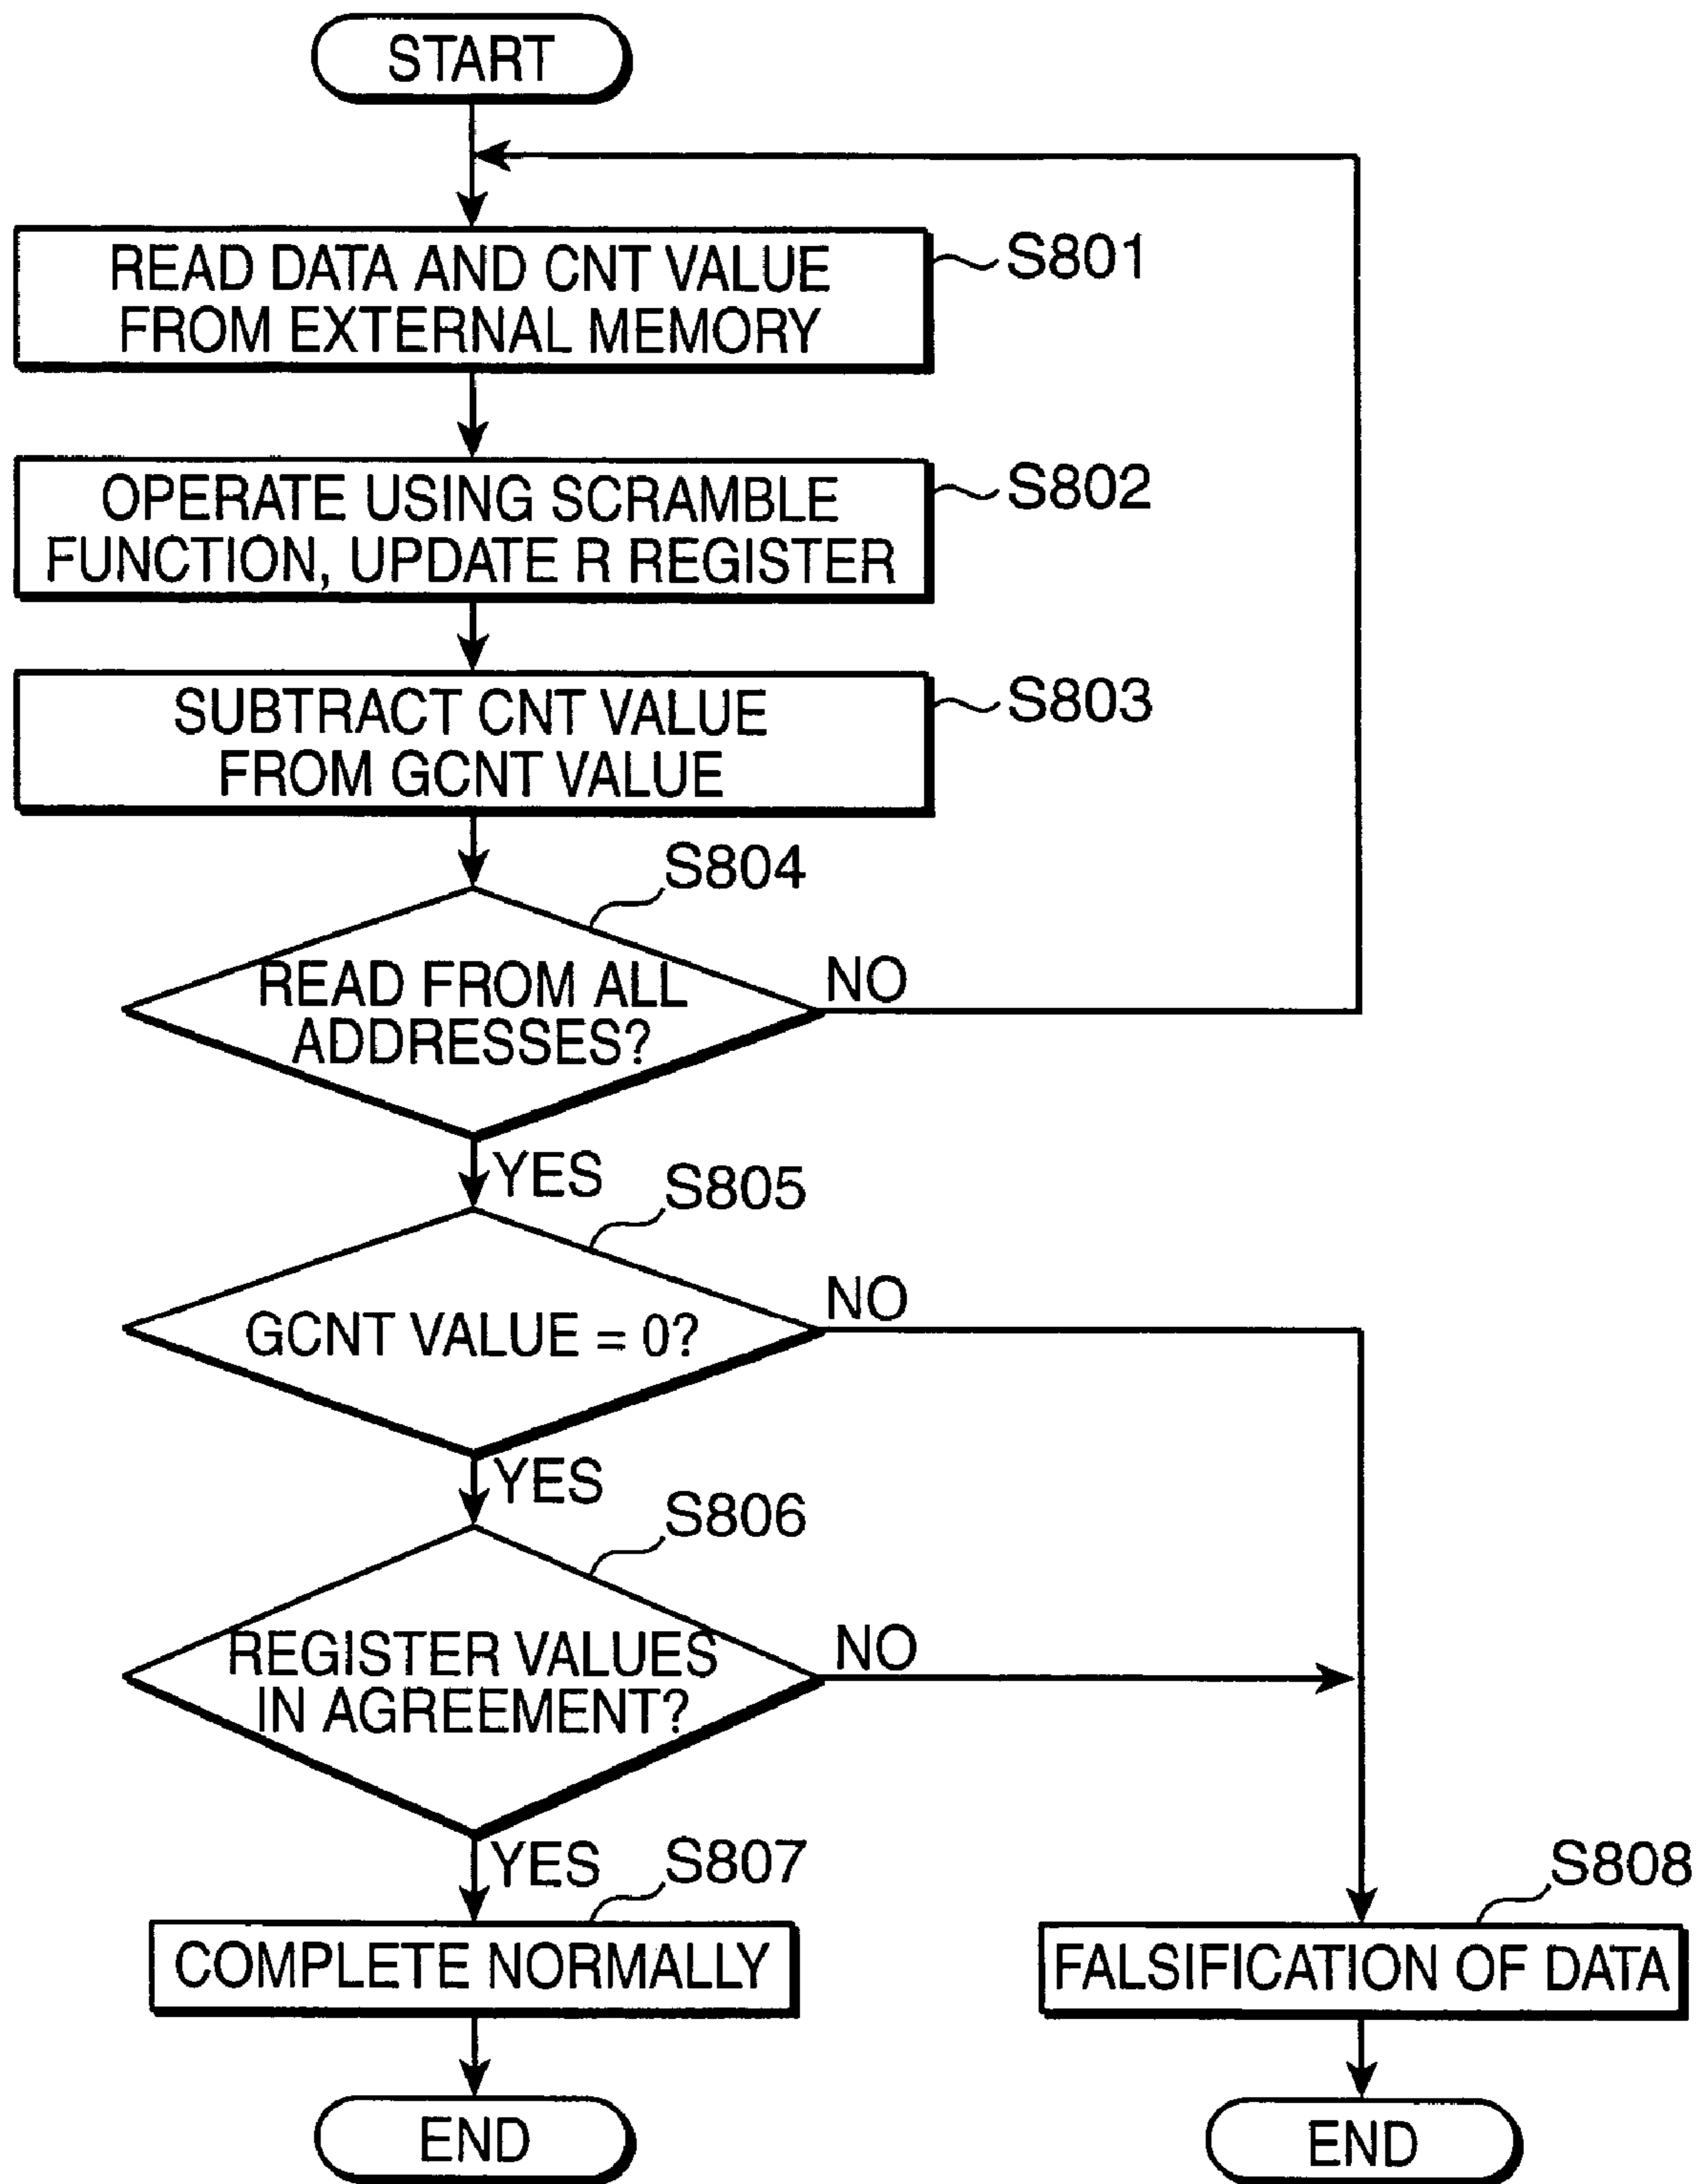 START
READ DATA AND CNT VALUE
FROM EXTERNAL MEMORY
S801
OPERATE USING SCRAMBLE
FUNCTION, UPDATE R REGISTER
S802
SUBTRACT CNT VALUE
FROM GCNT VALUE
S803
S804
READ FROM ALL
ADDRESSES?
NO
YES
S805
GCNT VALUE = 0?
NO
YES
S806
REGISTER VALUES
IN AGREEMENT?
NO
YES
S807
COMPLETE NORMALLY
S808
FALSIFICATION OF DATA
END
END